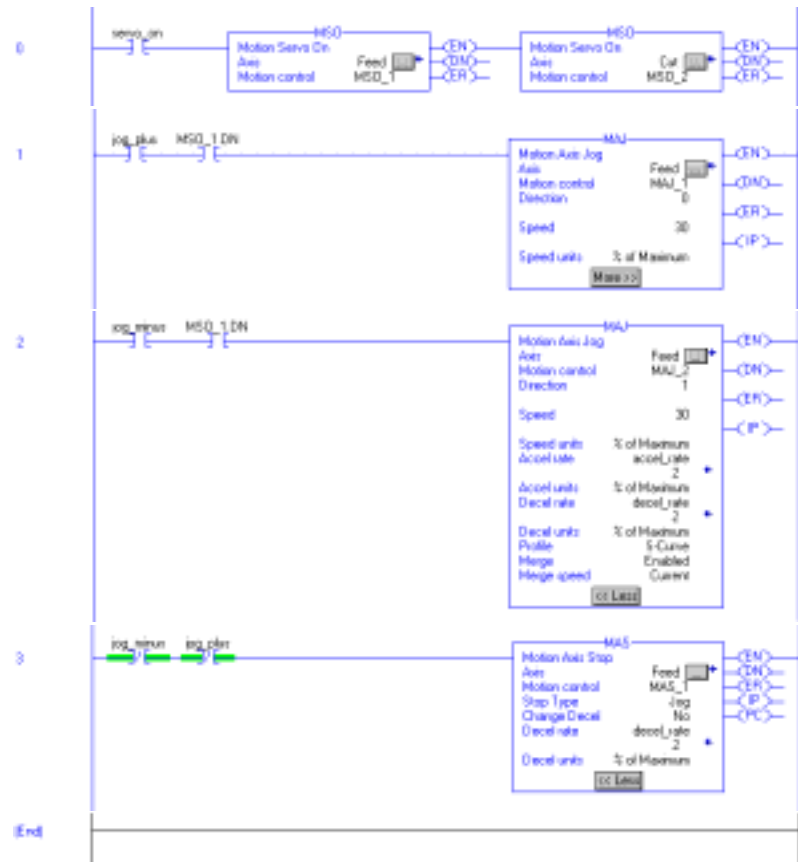 0
servo_on
MSO
Motion Servo On
Axis Feed ...
Motion control MSO_1
EN
DN
ER
MSO
Motion Servo On
Axis Cut ...
Motion control MSO_2
EN
DN
ER
1
jog_plus MSO_1.DN
MAJ
Motion Axis Jog
Axis Feed ...
Motion control MAJ_1
Direction 0
Speed 30
Speed units % of Maximum
More >>
EN
DN
ER
IP
2
jog_minus MSO_1.DN
MAJ
Motion Axis Jog
Axis Feed ...
Motion control MAJ_2
Direction 1
Speed 30
Speed units % of Maximum
Accel rate accel_rate
2
Accel units % of Maximum
Decel rate decel_rate
2
Decel units % of Maximum
Profile S-Curve
Merge Enabled
Merge speed Current
<< Less
EN
DN
ER
IP
3
jog_minus jog_plus
MAS
Motion Axis Stop
Axis Feed ...
Motion control MAS_1
Stop Type Jog
Change Decel No
Decel rate decel_rate
2
Decel units % of Maximum
<< Less
EN
DN
ER
IP
PC
(End)